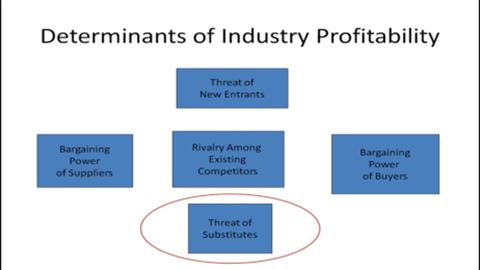 Determinants of Industry Profitability
Threat of
New Entrants
Bargaining
Power
of Suppliers
Rivalry Among
Existing
Competitors
Bargaining
Power
of Buyers
Threat of
Substitutes